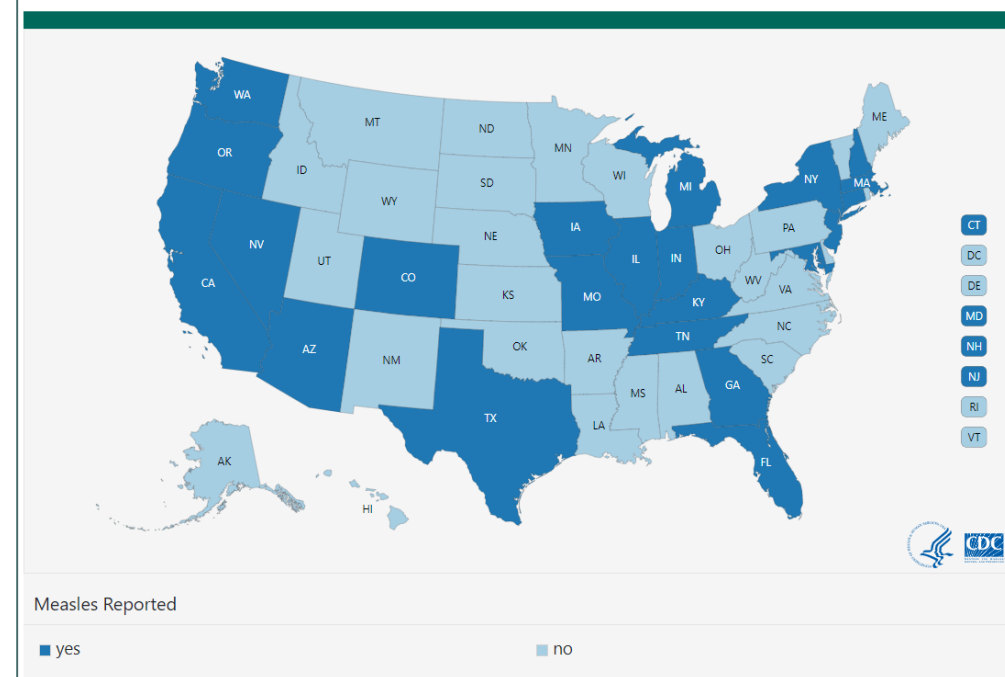 WA
MT
ND
MN
ME
OR
ID
SD
WI
MI
NY
MA
WY
NE
IA
PA
NV
UT
CO
IL
IN
OH
CA
KS
MO
WV
VA
KY
AZ
NM
OK
AR
TN
NC
SC
TX
MS
AL
GA
LA
FL
AK
HI
CT
DC
DE
MD
NH
NJ
RI
VT
CDC
Measles Reported
yes
no